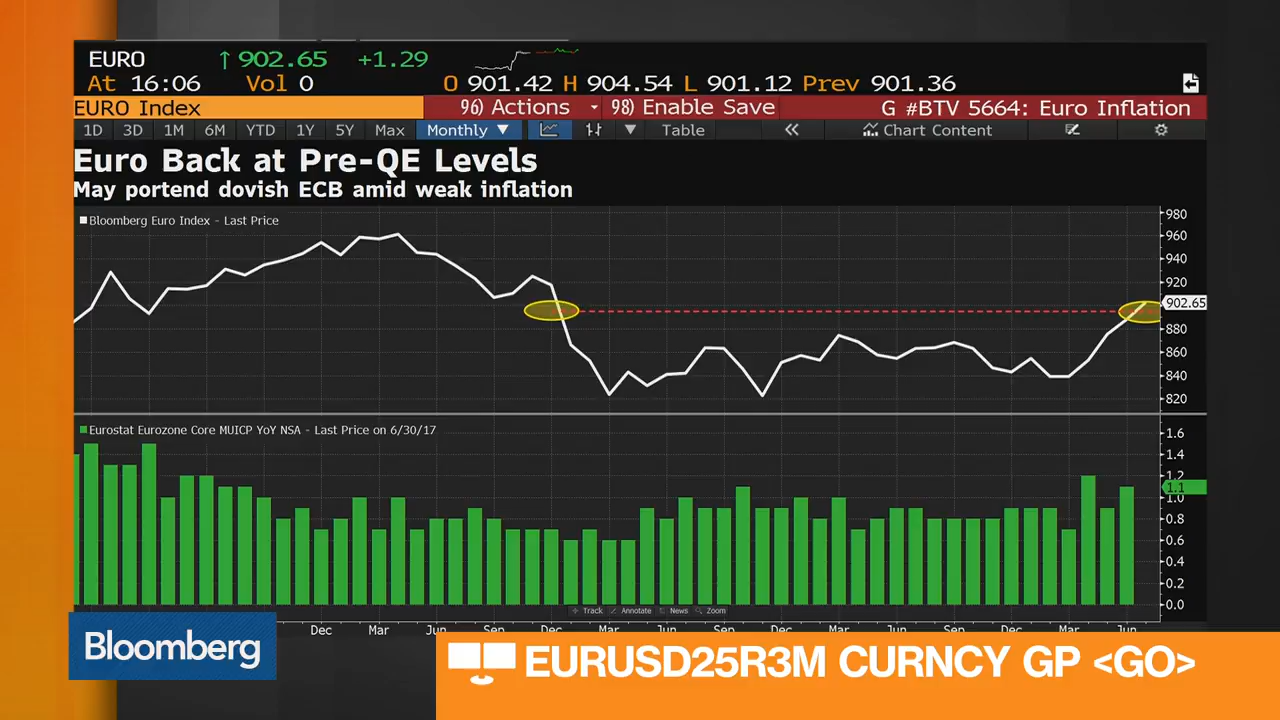 EURO ↑ 902.65 +1.29
At 16:06 Vol 0 O 901.42 H 904.54 L 901.12 Prev 901.36
EURO Index 96) Actions 98) Enable Save G #BTV 5664: Euro Inflation
1D 3D 1M 6M YTD 1Y 5Y Max Monthly ▼ ▼ Table « Chart Content
Euro Back at Pre-QE Levels
May portend dovish ECB amid weak inflation
Bloomberg Euro Index - Last Price
980
960
940
920
902.65
880
860
840
820
Eurostat Eurozone Core MUICP YoY NSA - Last Price on 6/30/17
1.6
1.4
1.2
1.1
1.0
0.8
0.6
0.4
0.2
0.0
Track Annotate News Zoom
Dec Mar Jun Sep Dec Mar Jun Sep Dec Mar Jun Sep Dec Mar Jun
Bloomberg
EURUSD25R3M CURNCY GP <GO>